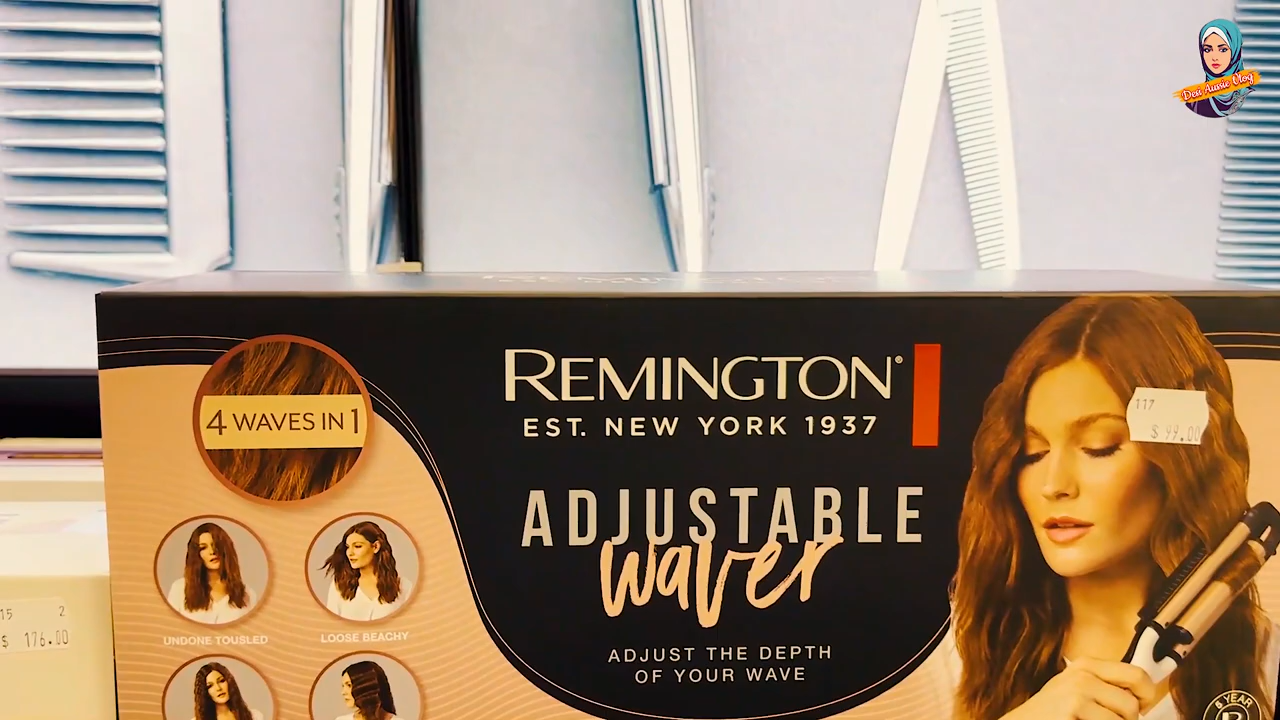 Desi Aussie Vlog
4 WAVES IN 1
REMINGTON®
EST. NEW YORK 1937
117
$ 99.00
ADJUSTABLE
waver
UNDONE TOUSLED
LOOSE BEACHY
15 2
$ 176.00
ADJUST THE DEPTH
OF YOUR WAVE
YEAR